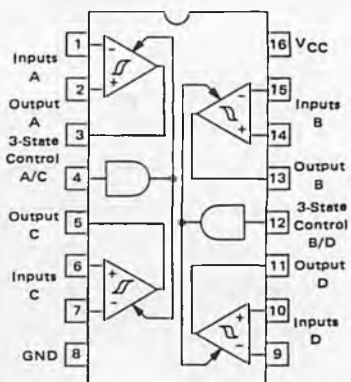 1
Inputs
A
2
Output
A
3
3-State
Control
A/C
4
Output
C
5
6
Inputs
C
7
GND
8
−
+
+
−
16
VCC
15
Inputs
B
14
13
Output
B
12
3-State
Control
B/D
11
Output
D
10
Inputs
D
9
−
+
+
−